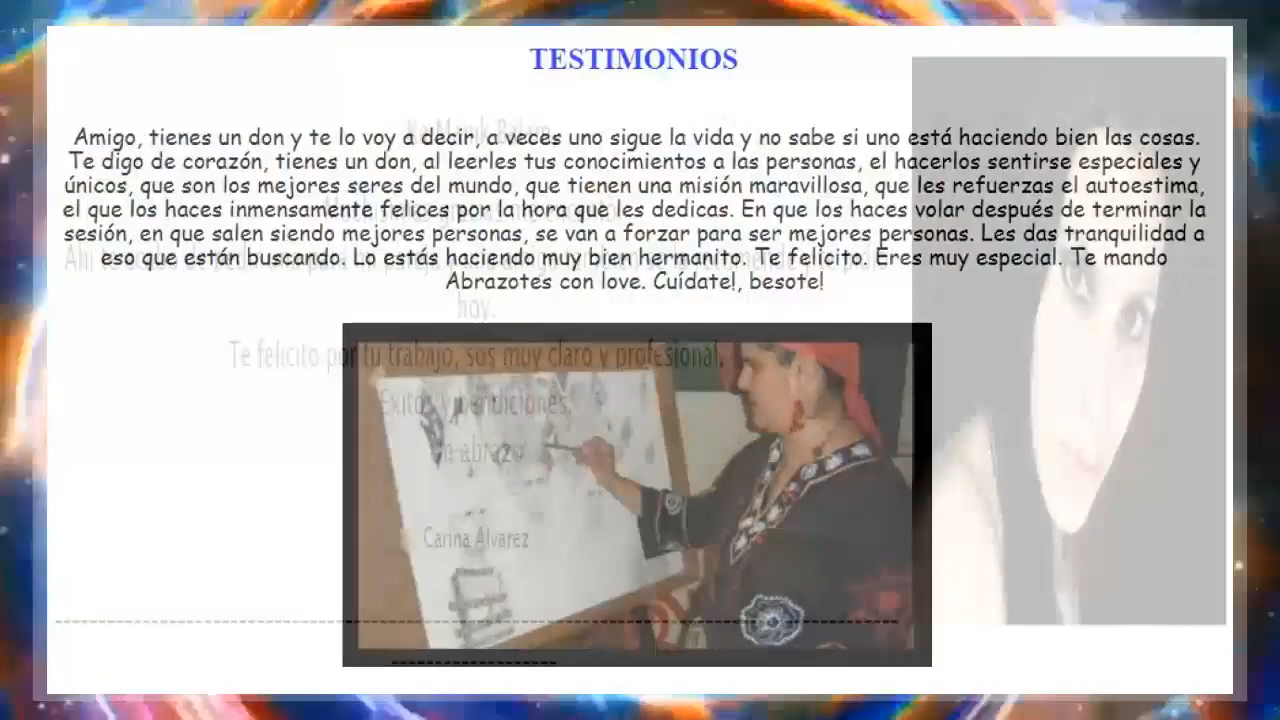 TESTIMONIOS
Amigo, tienes un don y te lo voy a decir, a veces uno sigue la vida y no sabe si uno está haciendo bien las cosas.
Te digo de corazón, tienes un don, al leerles tus conocimientos a las personas, el hacerlos sentirse especiales y
únicos, que son los mejores seres del mundo, que tienen una misión maravillosa, que les refuerzas el autoestima,
el que los haces inmensamente felices por la hora que les dedicas. En que los haces volar después de terminar la
sesión, en que salen siendo mejores personas, se van a forzar para ser mejores personas. Les das tranquilidad a
eso que están buscando. Lo estás haciendo muy bien hermanito. Te felicito. Eres muy especial. Te mando
Abrazotes con love. Cuídate!, besote!
hoy.
Te felicito por tu trabajo, sos muy claro y profesional.
Exitos y bendiciones.
Un abrazo
Carina Alvarez